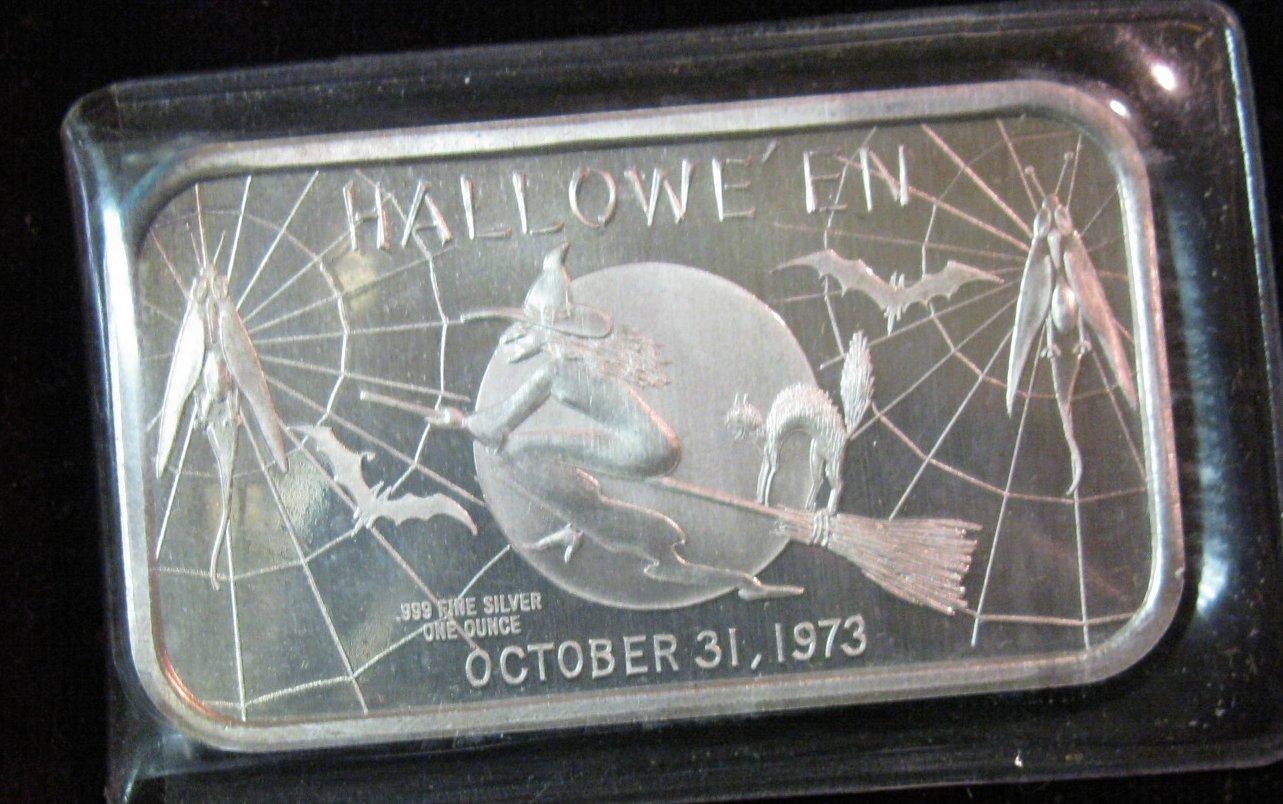 HALLOWE'EN
.999 FINE SILVER
ONE OUNCE
OCTOBER 31, 1973